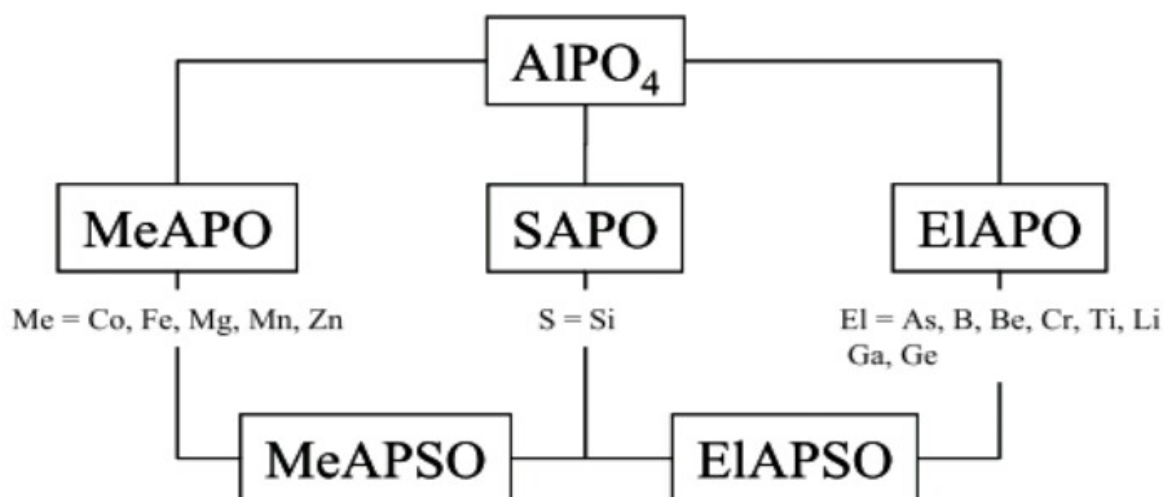 AlPO4
MeAPO
SAPO
ElAPO
Me = Co, Fe, Mg, Mn, Zn
S = Si
El = As, B, Be, Cr, Ti, Li
Ga, Ge
MeAPSO
ElAPSO